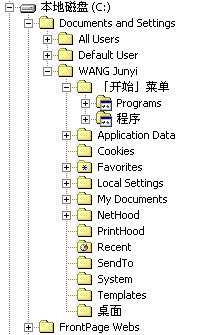 本地磁盘 (C:)
Documents and Settings
All Users
Default User
WANG Junyi
「开始」菜单
Programs
程序
Application Data
Cookies
Favorites
Local Settings
My Documents
NetHood
PrintHood
Recent
SendTo
System
Templates
桌面
FrontPage Webs